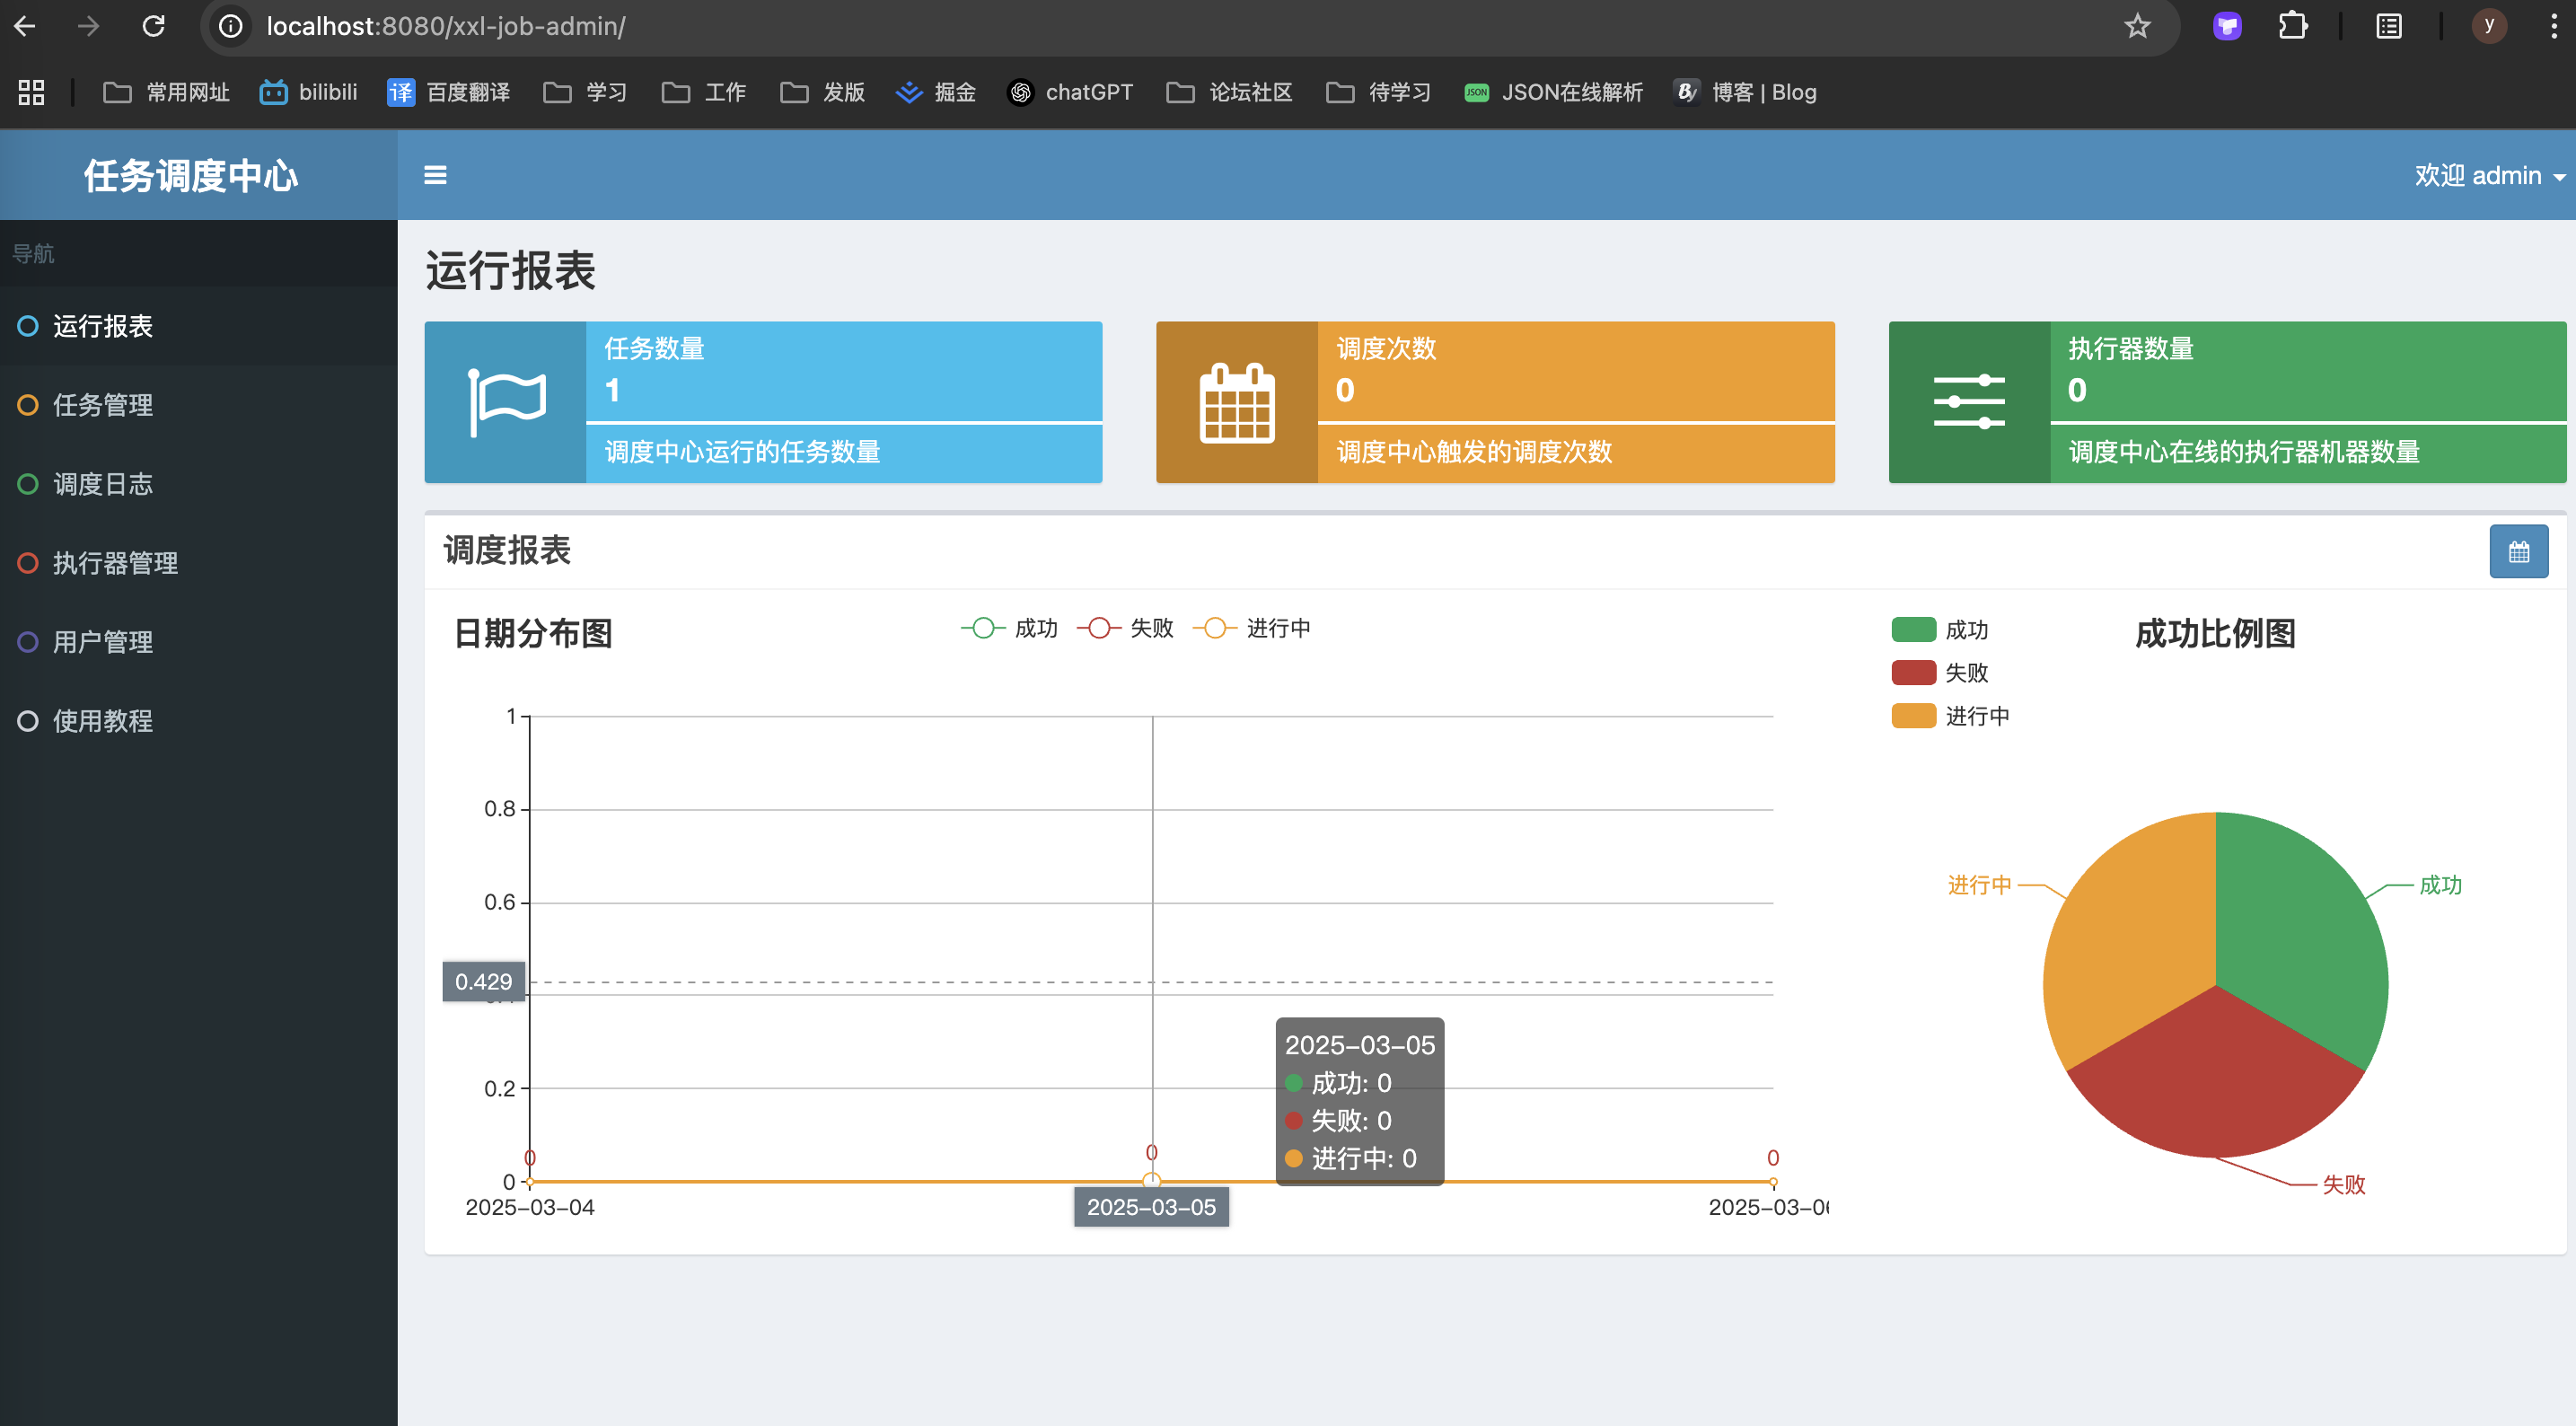 localhost:8080/xxl-job-admin/
y
常用网址 bilibili 译 百度翻译 学习 工作 发版 掘金 chatGPT 论坛社区 待学习 JSON JSON在线解析 By 博客 | Blog
任务调度中心
欢迎 admin
导航
运行报表
任务管理
调度日志
执行器管理
用户管理
使用教程
运行报表
任务数量
1
调度中心运行的任务数量
调度次数
0
调度中心触发的调度次数
执行器数量
0
调度中心在线的执行器机器数量
调度报表
日期分布图
成功 失败 进行中
1
0.8
0.6
0.429
0.2
0
0 0 0
2025-03-04 2025-03-05 2025-03-0
2025-03-05
成功: 0
失败: 0
进行中: 0
成功
失败
进行中
成功比例图
进行中
成功
失败